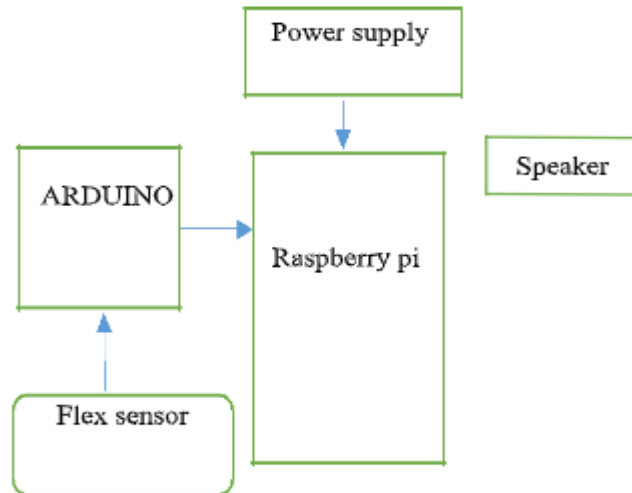 Power supply
Speaker
ARDUINO
Raspberry pi
Flex sensor